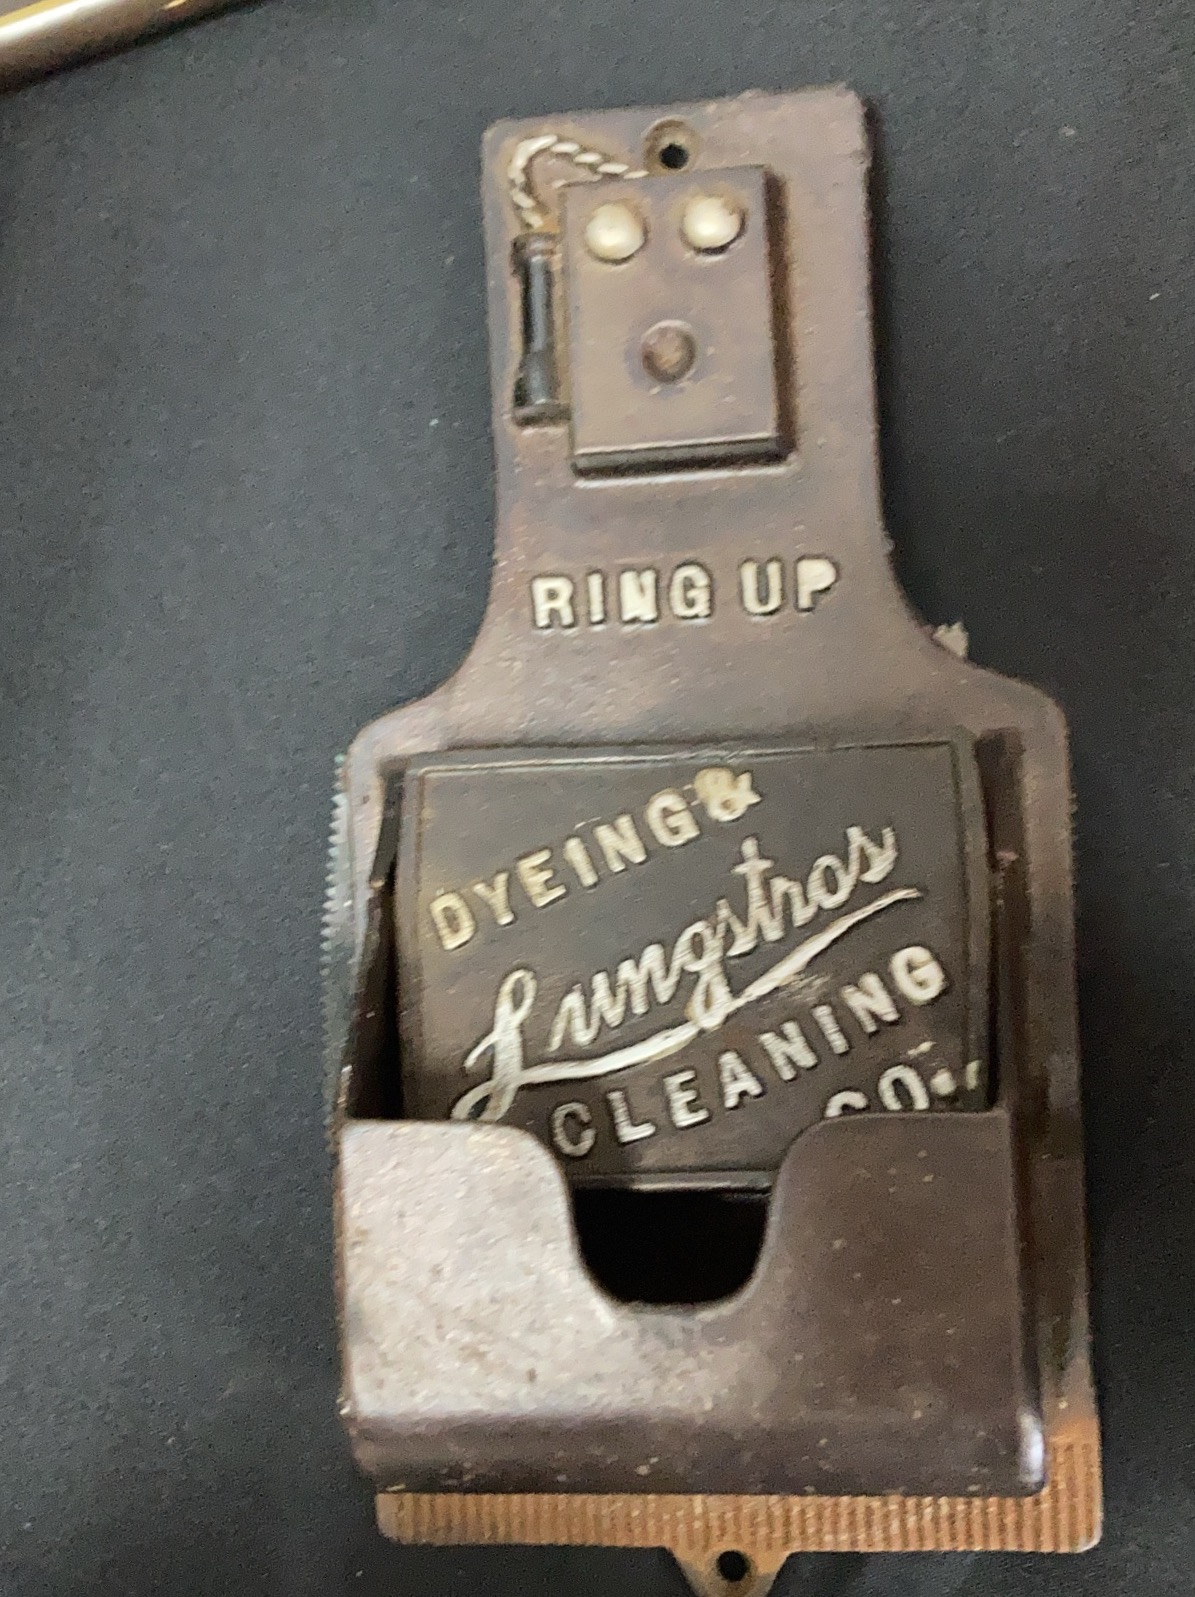 RING UP
DYEING &
Lungstras
CLEANING
CO.